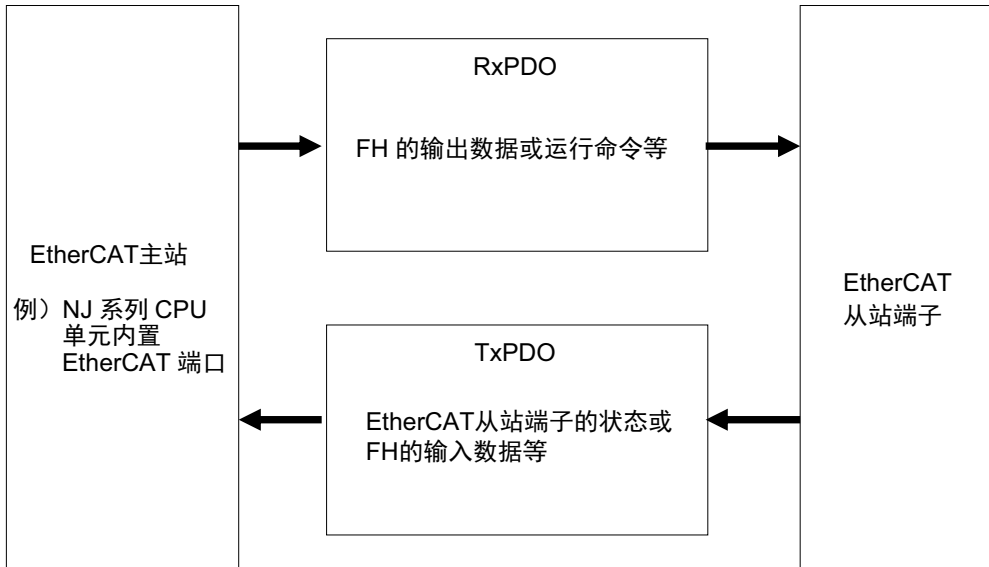 RxPDO
FH 的输出数据或运行命令等
EtherCAT主站
例）NJ 系列 CPU
单元内置
EtherCAT 端口
EtherCAT
从站端子
TxPDO
EtherCAT从站端子的状态或
FH的输入数据等